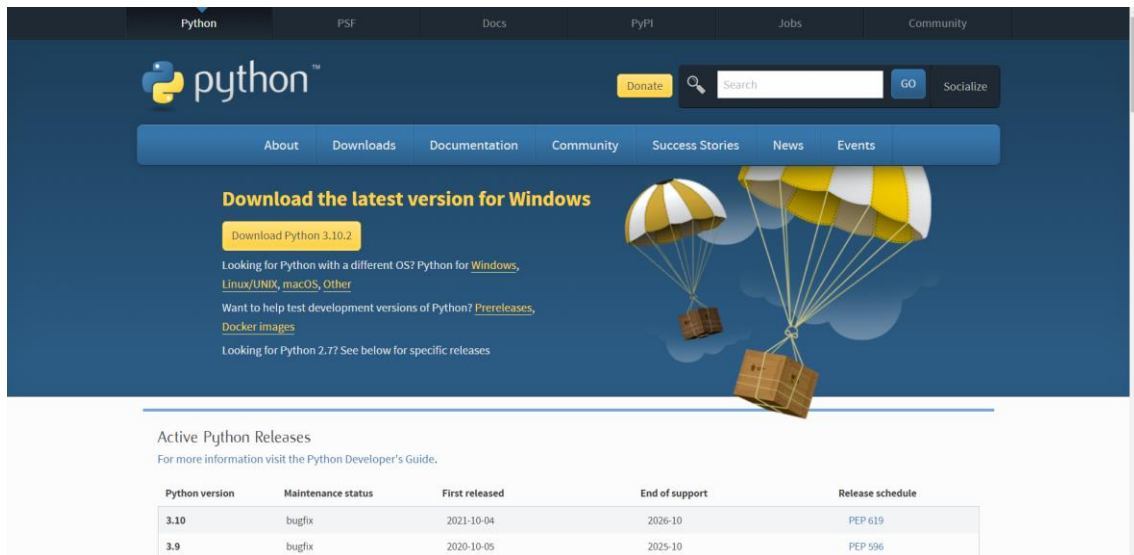 Python PSF Docs PyPI Jobs Community
python™ Donate Search GO Socialize
About Downloads Documentation Community Success Stories News Events
Download the latest version for Windows
Download Python 3.10.2
Looking for Python with a different OS? Python for Windows,
Linux/UNIX, macOS, Other
Want to help test development versions of Python? Prereleases,
Docker images
Looking for Python 2.7? See below for specific releases
Active Python Releases
For more information visit the Python Developer's Guide.
Python version Maintenance status First released End of support Release schedule
3.10 bugfix 2021-10-04 2026-10 PEP 619
3.9 bugfix 2020-10-05 2025-10 PEP 596